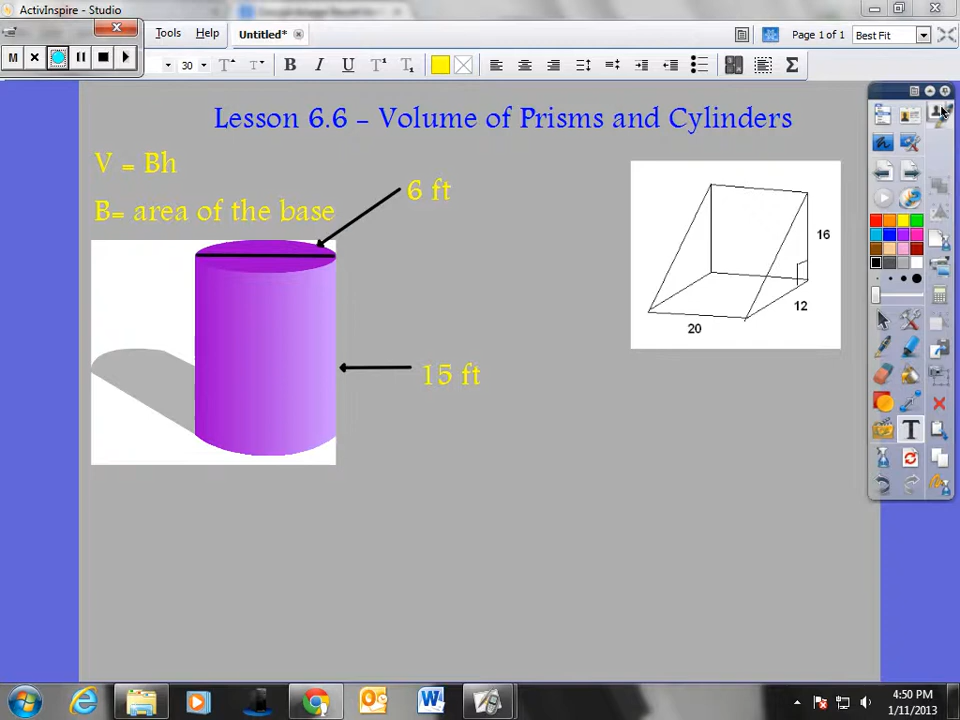 ActivInspire - Studio
Tools Help
Untitled*
Page 1 of 1
Best Fit
M
30
B I U
Lesson 6.6 – Volume of Prisms and Cylinders
V = Bh
B= area of the base
6 ft
15 ft
16
12
20
T
4:50 PM
1/11/2013